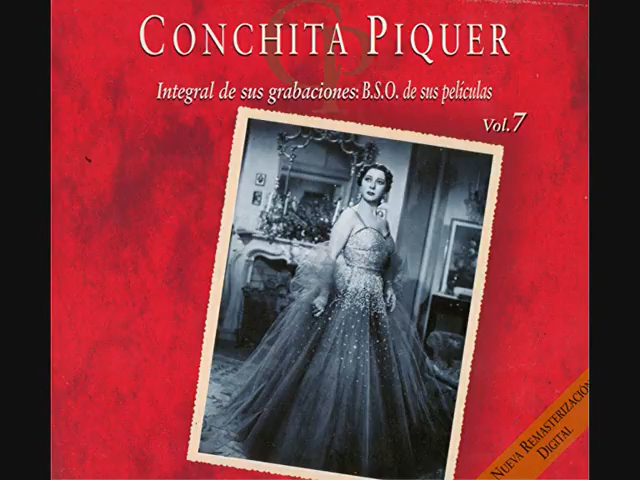 CONCHITA PIQUER
Integral de sus grabaciones: B.S.O. de sus películas
Vol. 7
NUEVA REMASTERIZACIÓN
DIGITAL